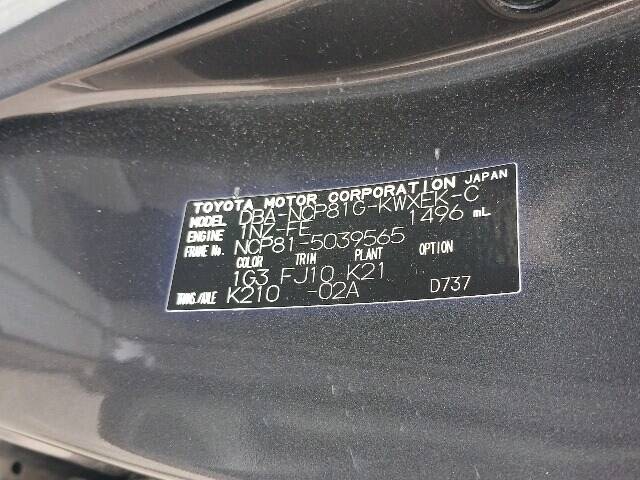 TOYOTA MOTOR CORPORATION JAPAN
MODEL DBA-NCP81G-KWXEK-C
ENGINE 1NZ-FE 1496 mL
FRAME No. NCP81-5039565
COLOR TRIM PLANT OPTION
1G3 FJ10 K21
TRANS./AXLE K210 -02A D737